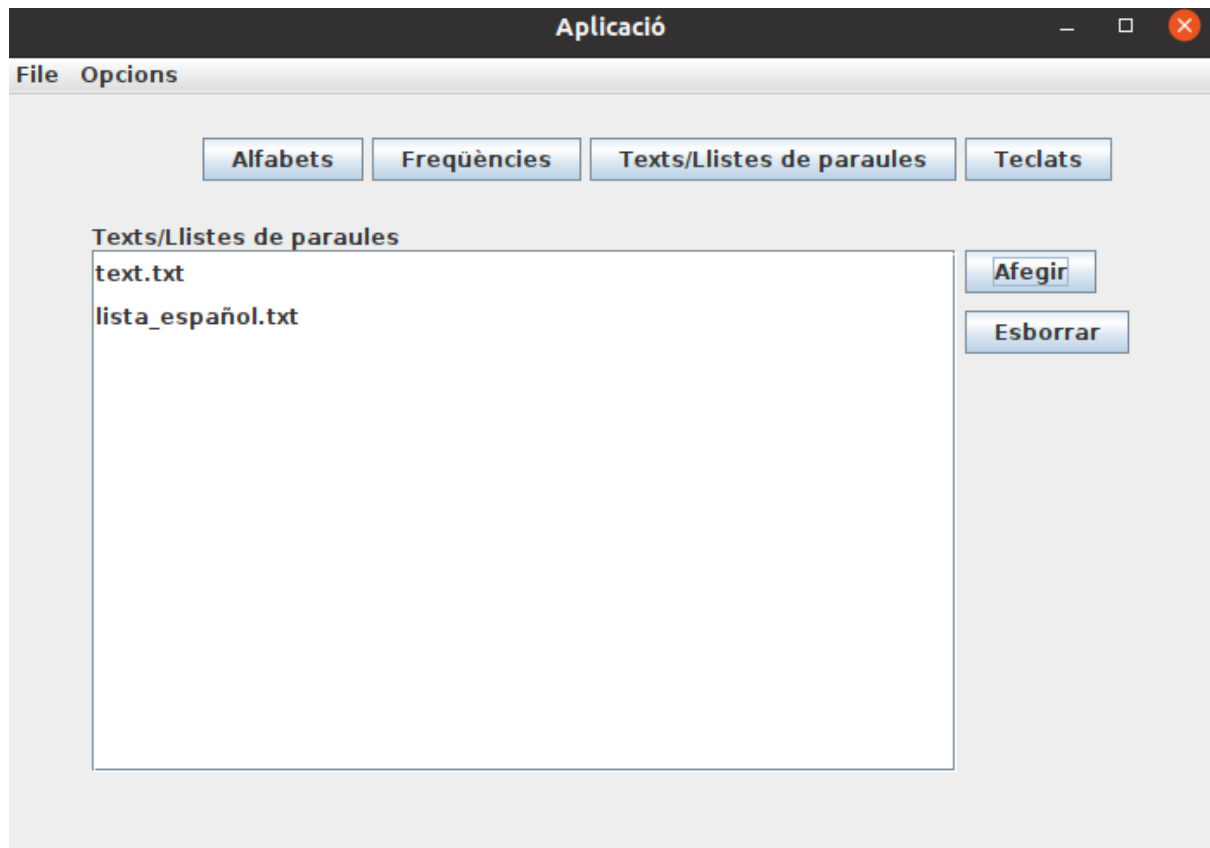 Aplicació
File Opcions
Alfabets Freqüències Texts/Llistes de paraules Teclats
Texts/Llistes de paraules
text.txt
Afegir
lista_español.txt
Esborrar